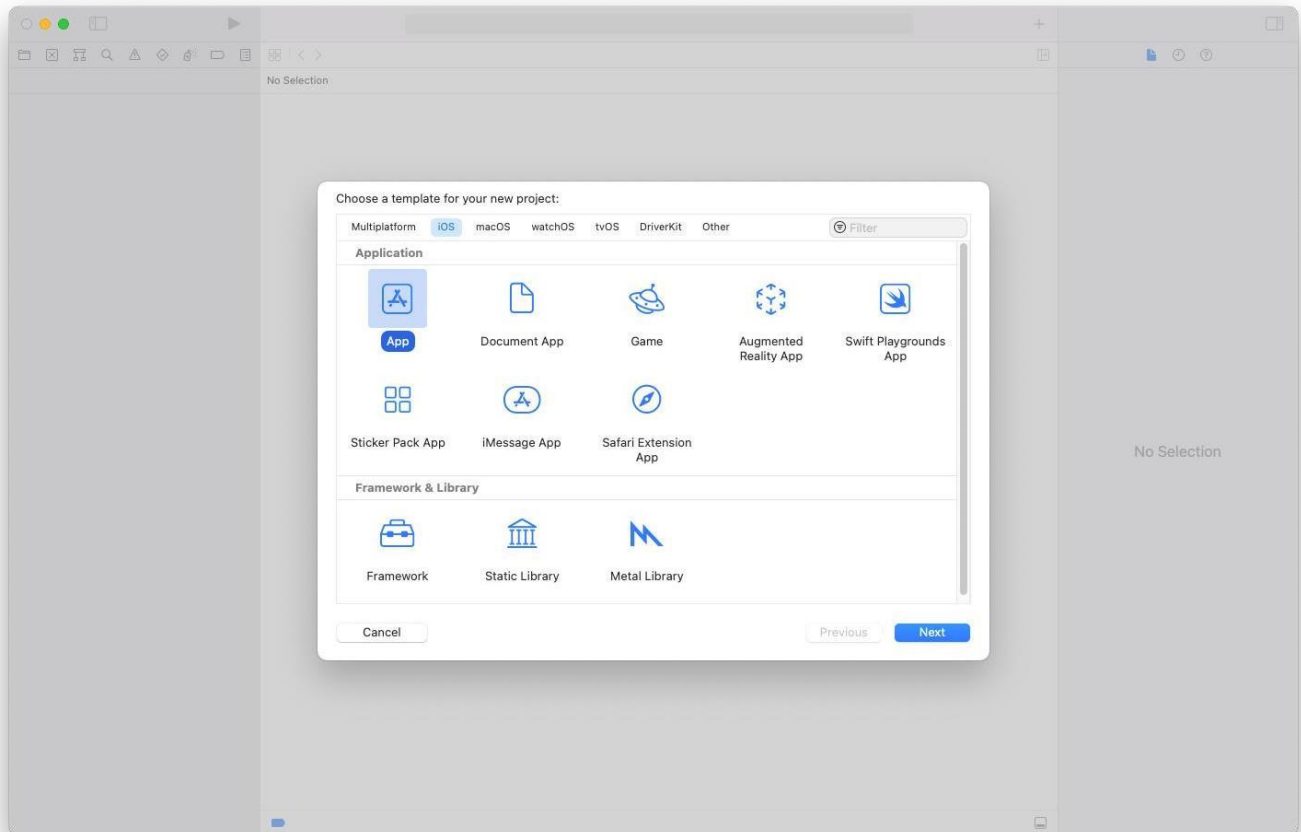 No Selection
Choose a template for your new project:
Multiplatform iOS macOS watchOS tvOS DriverKit Other Filter
Application
App Document App Game Augmented Reality App Swift Playgrounds App
Sticker Pack App iMessage App Safari Extension App
No Selection
Framework & Library
Framework Static Library Metal Library
Cancel Previous Next